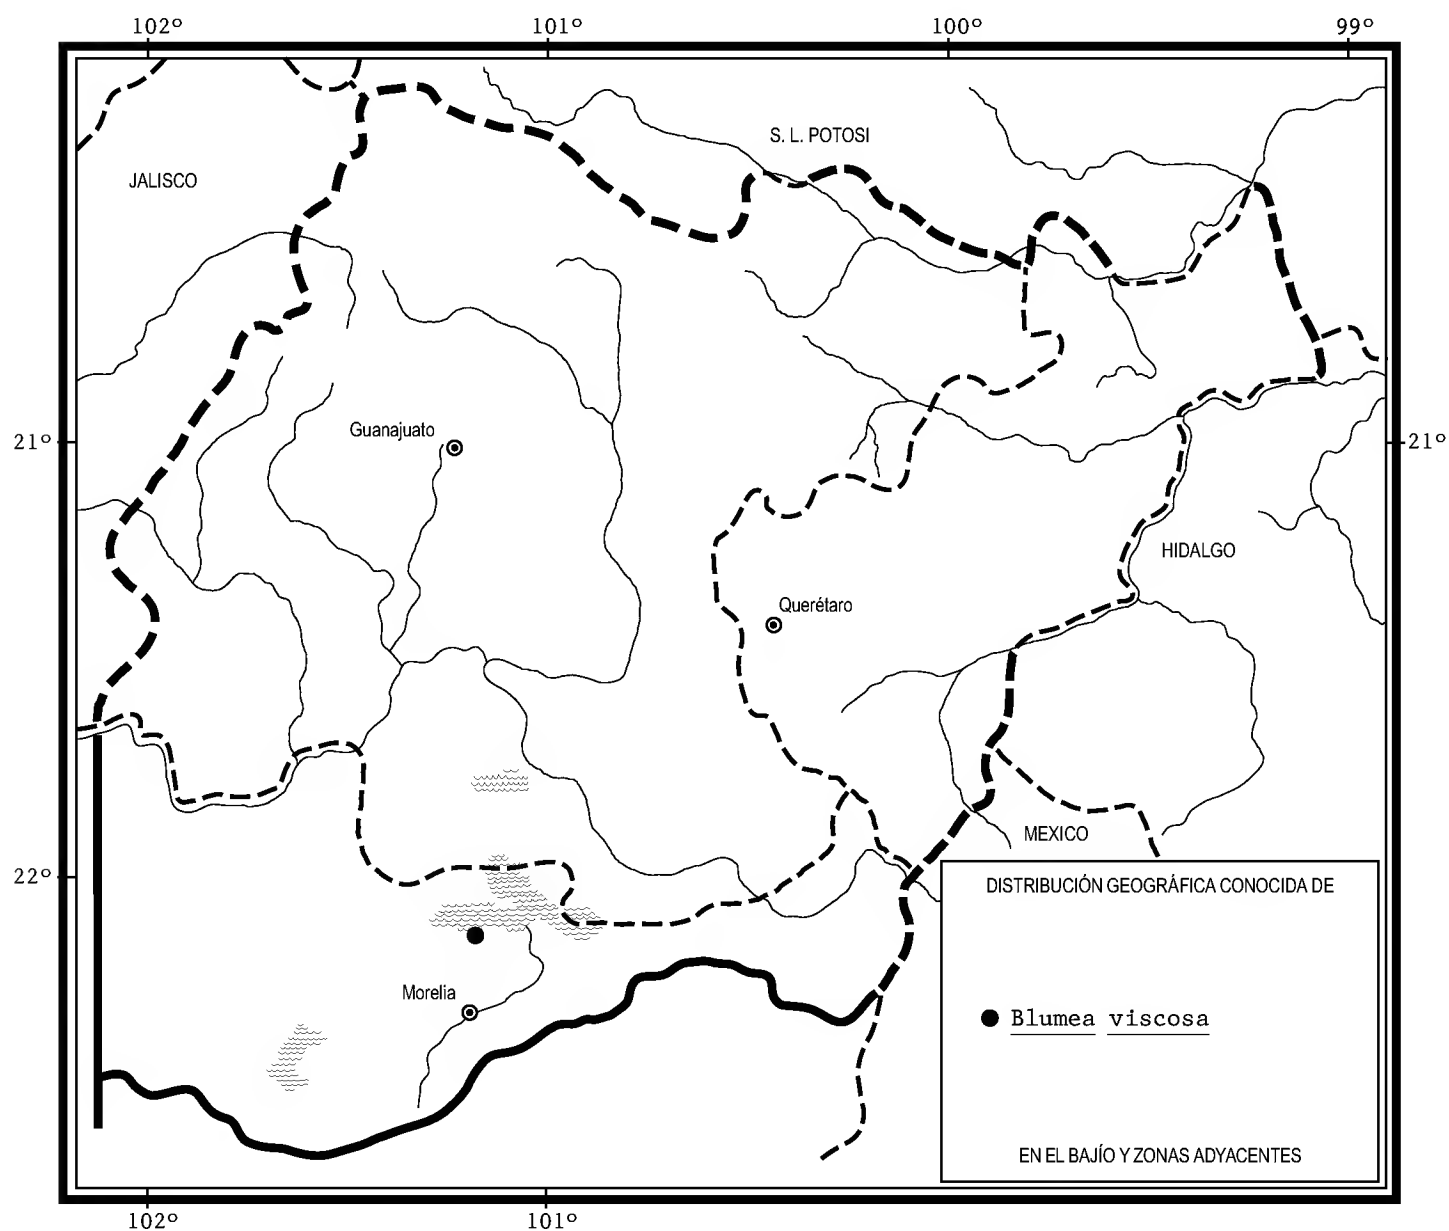 102° 101° 100° 99°
S. L. POTOSI
JALISCO
Guanajuato
21° 21°
HIDALGO
Querétaro
MEXICO
22°
DISTRIBUCIÓN GEOGRÁFICA CONOCIDA DE
Morelia
Blumea viscosa
EN EL BAJÍO Y ZONAS ADYACENTES
102° 101°